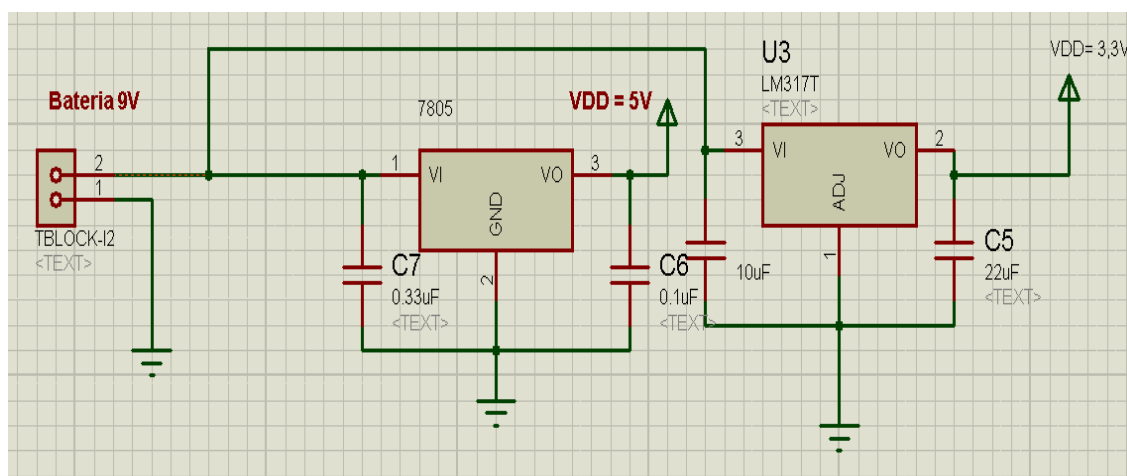 Bateria 9V
2
1
TBLOCK-I2
<TEXT>
7805
1
VI
VO
3
GND
2
VDD = 5V
C7
0.33uF
<TEXT>
C6
0.1uF
<TEXT>
U3
LM317T
<TEXT>
3
VI
VO
2
ADJ
1
10uF
C5
22uF
<TEXT>
VDD= 3,3V